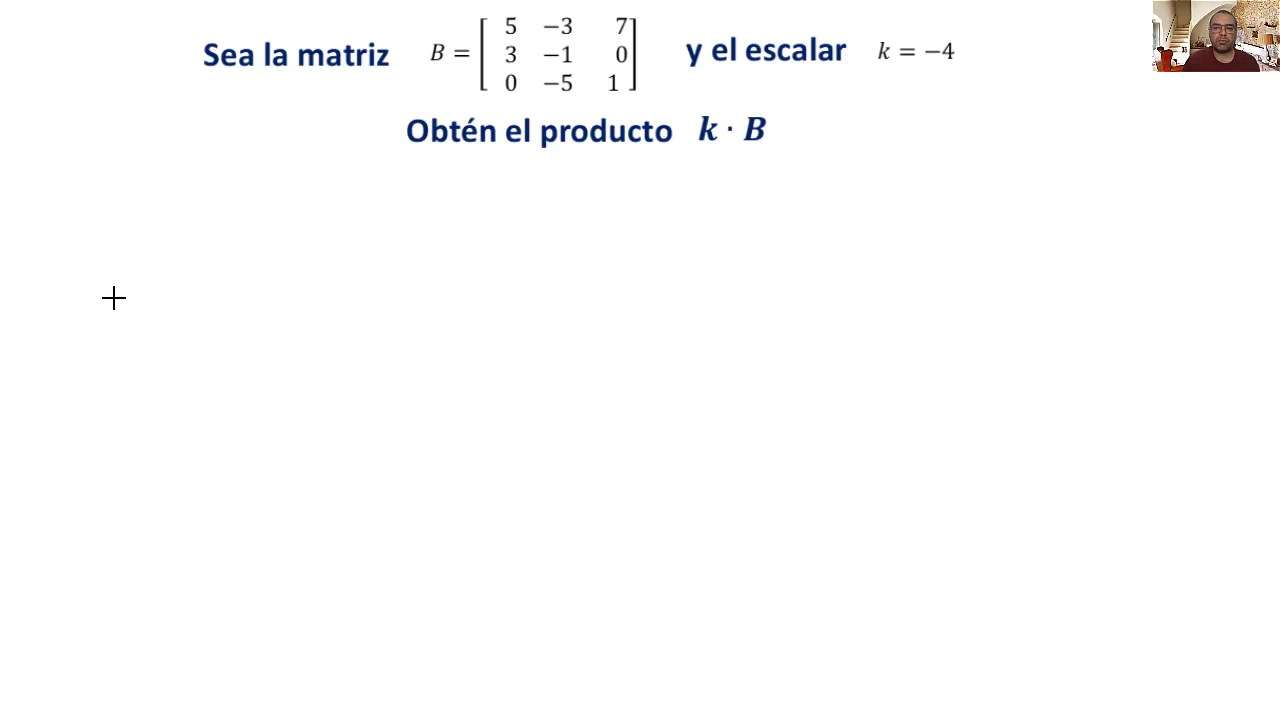 Sea la matriz B = [ 5 −3 7 y el escalar k = −4
3 −1 0
0 −5 1 ]
Obtén el producto k · B